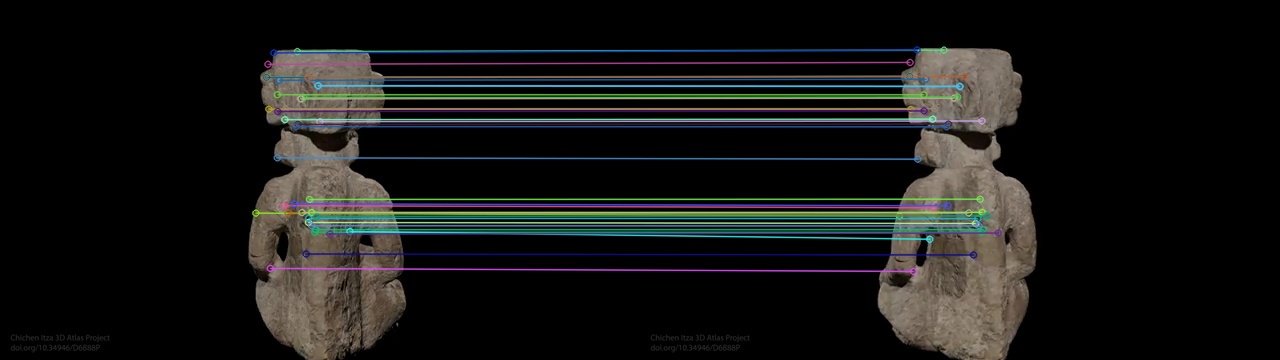 Chichen Itza 3D Atlas Project
doi.org/10.34946/D6B88P
Chichen Itza 3D Atlas Project
doi.org/10.34946/D6B88P